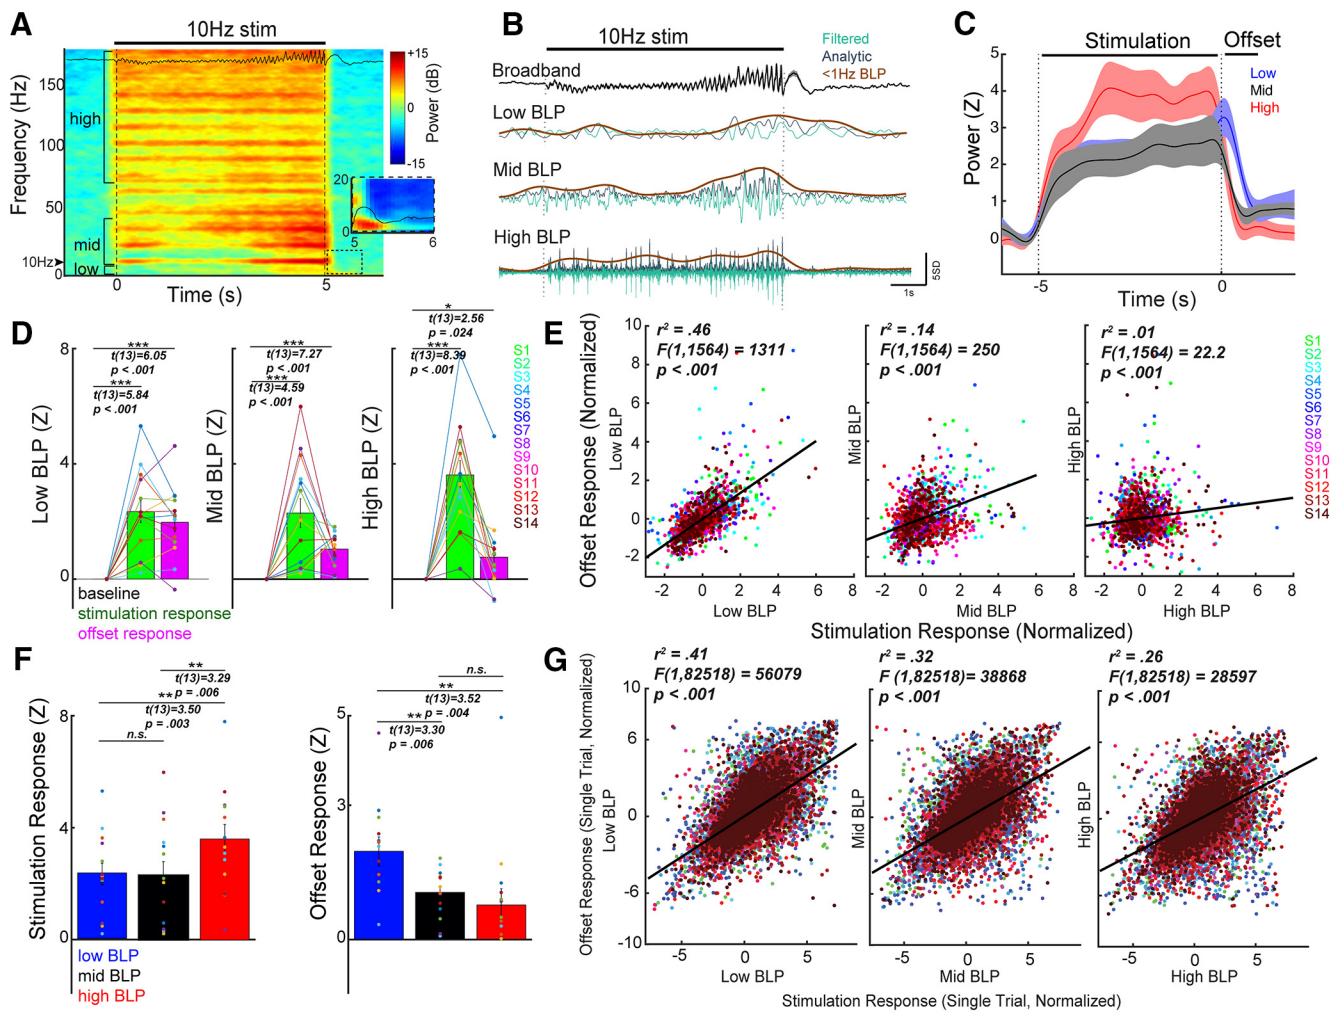 A
10Hz stim
Frequency (Hz)
150
100
50
10Hz
0
high
mid
low
0
5
Time (s)
+15
0
-15
Power (dB)
20
0
5
6
B
10Hz stim
Filtered
Analytic
<1Hz BLP
Broadband
Low BLP
Mid BLP
High BLP
5SD
1s
C
Stimulation
Offset
Low
Mid
High
Power (Z)
5
4
3
2
1
0
-5
0
Time (s)
D
Low BLP (Z)
8
4
0
***
t(13)=6.05
p < .001
***
t(13)=5.84
p < .001
Mid BLP (Z)
***
t(13)=7.27
p < .001
***
t(13)=4.59
p < .001
High BLP (Z)
*
t(13)=2.56
p = .024
***
t(13)=8.39
p < .001
S1
S2
S3
S4
S5
S6
S7
S8
S9
S10
S11
S12
S13
S14
baseline
stimulation response
offset response
E
Offset Response (Normalized)
Low BLP
10
8
6
4
2
0
-2
r² = .46
F(1,1564) = 1311
p < .001
-2 0 2 4 6 8
Low BLP
Mid BLP
r² = .14
F(1,1564) = 250
p < .001
-2 0 2 4 6 8
Mid BLP
High BLP
r² = .01
F(1,1564) = 22.2
p < .001
-2 0 2 4 6 8
High BLP
Stimulation Response (Normalized)
S1
S2
S3
S4
S5
S6
S7
S8
S9
S10
S11
S12
S13
S14
F
Stimulation Response (Z)
8
4
0
**
t(13)=3.29
p = .006
**
t(13)=3.50
p = .003
n.s.
low BLP
mid BLP
high BLP
Offset Response (Z)
5
3
0
n.s.
**
t(13)=3.52
p = .004
**
t(13)=3.30
p = .006
G
Offset Response (Single Trial, Normalized)
Low BLP
10
6
0
-6
-10
r² = .41
F(1,82518) = 56079
p < .001
-5 0 5
Low BLP
Mid BLP
r² = .32
F (1,82518)= 38868
p < .001
-5 0 5
Mid BLP
High BLP
r² = .26
F(1,82518) = 28597
p < .001
-5 0 5
High BLP
Stimulation Response (Single Trial, Normalized)